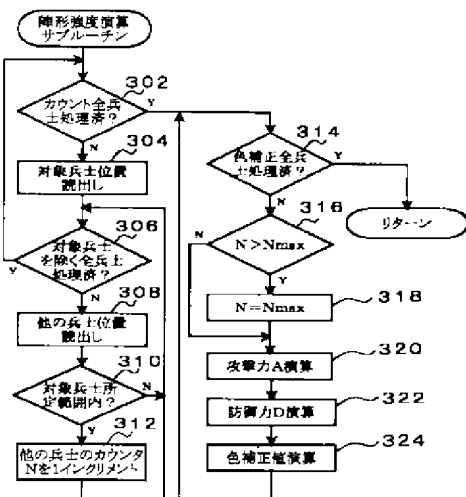 陣形強度演算
サブルーチン
302
カウント全兵
士処理済？
Y
N
304
対象兵士位置
読出し
306
対象兵士
を除く全兵士
処理済？
Y
N
308
他の兵士位置
読出し
310
対象兵士所
定範囲内？
N
Y
312
他の兵士のカウンタ
Nを1インクリメント
314
色補正全兵
士処理済？
Y
N
リターン
316
N>Nmax
N
Y
N=Nmax
318
攻撃力A演算
320
防御力D演算
322
色補正値演算
324